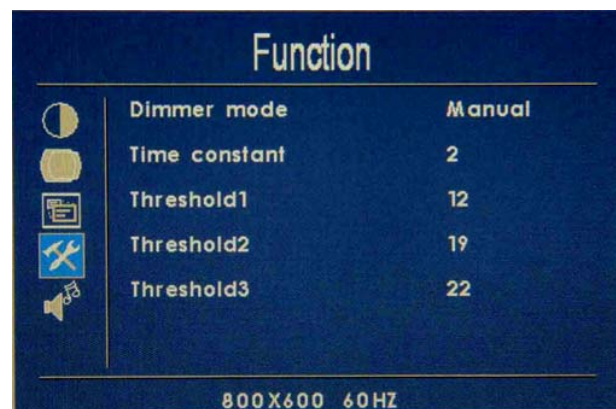 Function
Dimmer mode Manual
Time constant 2
Threshold1 12
Threshold2 19
Threshold3 22
800X600 60HZ